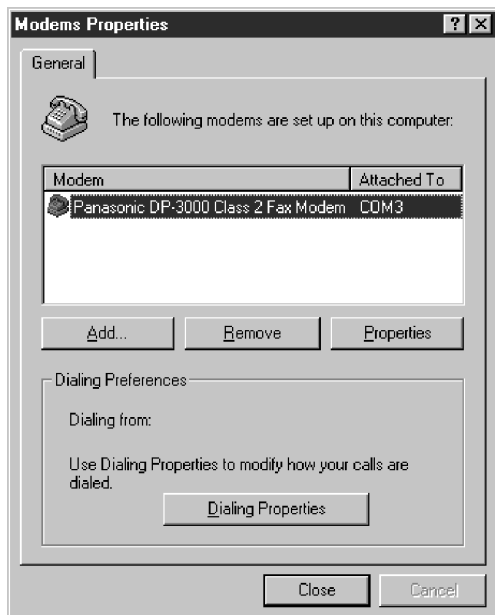 Modems Properties
General
The following modems are set up on this computer:
Modem Attached To
Panasonic DP-3000 Class 2 Fax Modem COM3
Add... Remove Properties
Dialing Preferences
Dialing from:
Use Dialing Properties to modify how your calls are
dialed.
Dialing Properties
Close Cancel